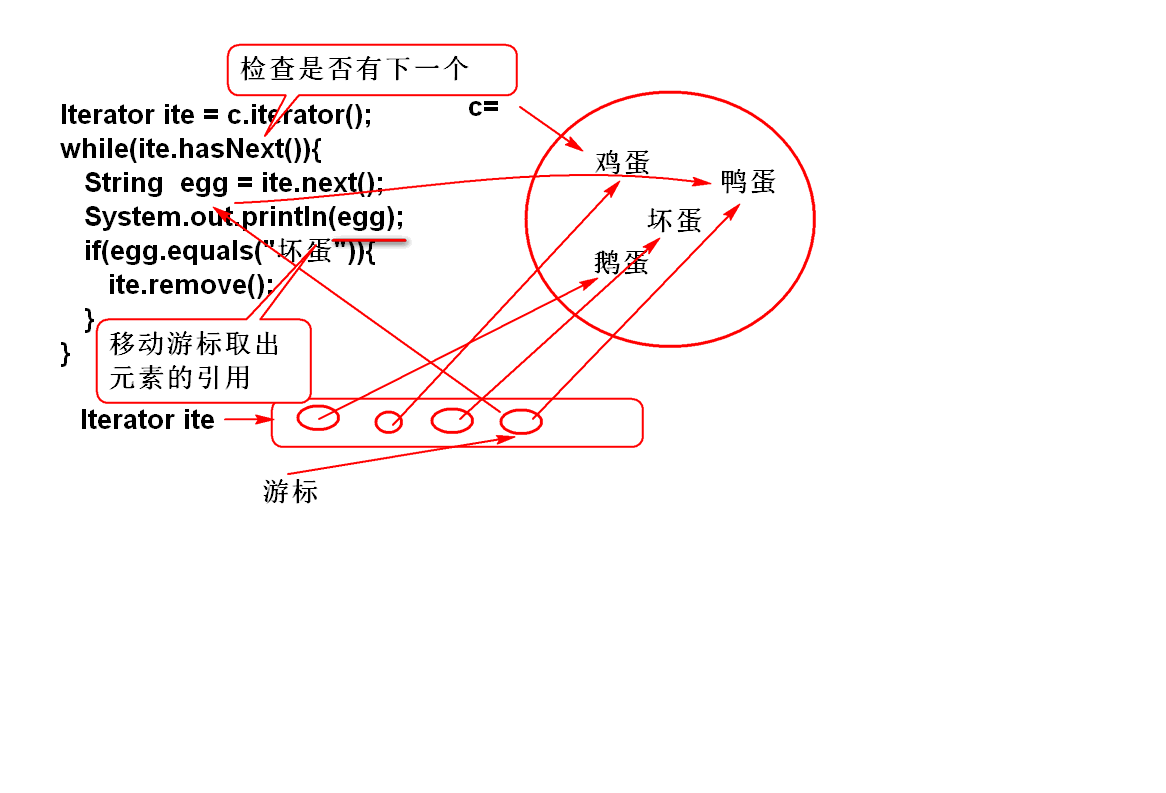 检查是否有下一个
Iterator ite = c.iterator();
c=
while(ite.hasNext()){
String  egg = ite.next();
System.out.println(egg);
if(egg.equals("坏蛋")){
ite.remove();
}
}
鸡蛋
鸭蛋
坏蛋
鹅蛋
移动游标取出
元素的引用
Iterator ite
游标